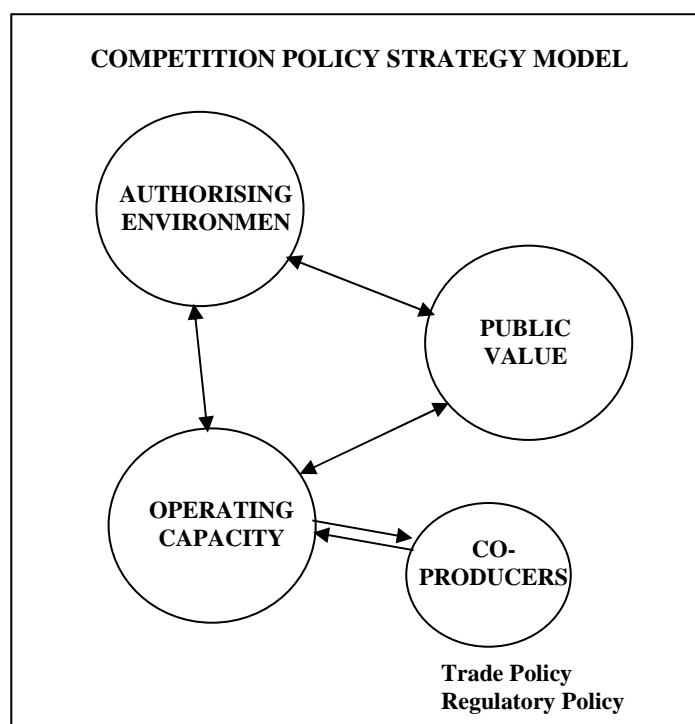 COMPETITION POLICY STRATEGY MODEL
AUTHORISING
ENVIRONMEN
PUBLIC
VALUE
OPERATING
CAPACITY
CO-
PRODUCERS
Trade Policy
Regulatory Policy